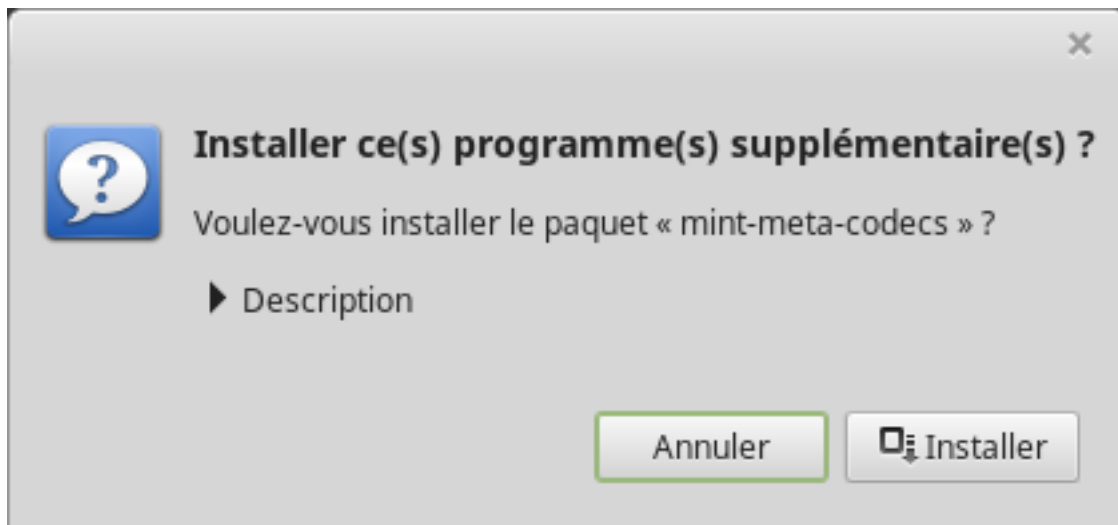 Installer ce(s) programme(s) supplémentaire(s) ?
Voulez-vous installer le paquet « mint-meta-codecs » ?
Description
Annuler
Installer